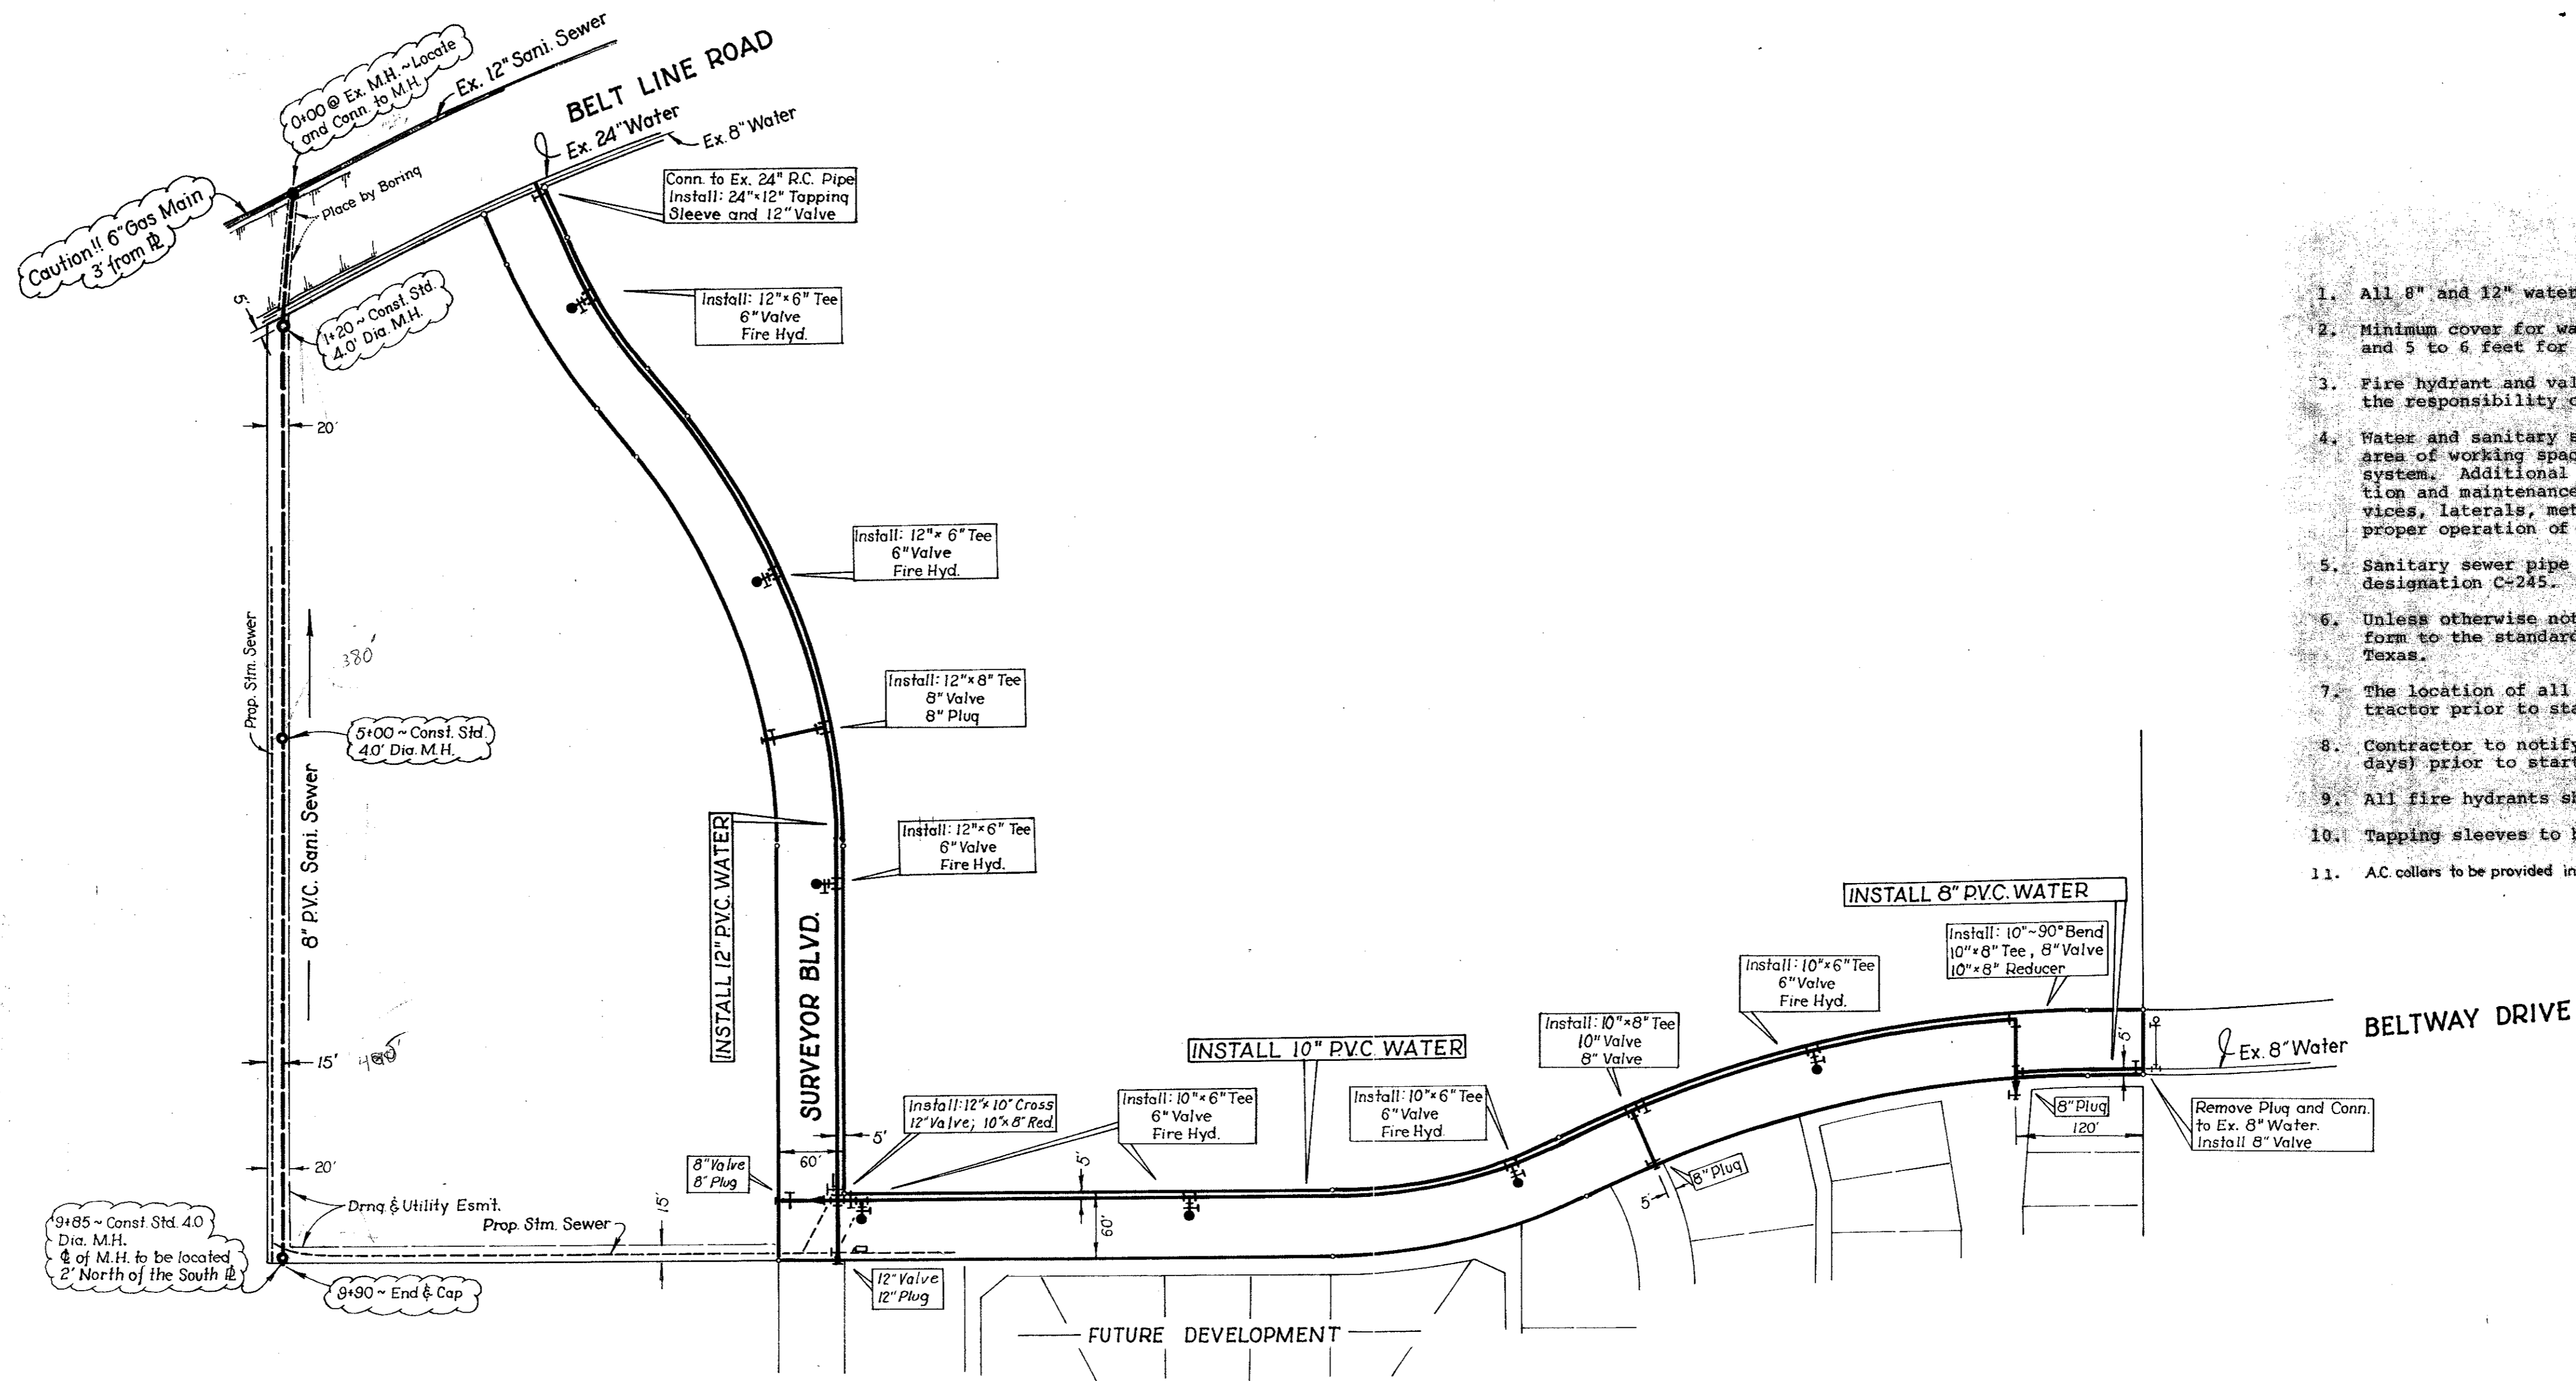 0+00 @ Ex. M.H. ~ Locate
and Conn. to M.H.
Ex. 12" Sani. Sewer
BELT LINE ROAD
Ex. 24" Water
Ex. 8" Water
Place by Boring
Caution!! 6" Gas Main
3' from ⅊
5'
1+20 ~ Const. Std.
4.0' Dia. M.H.
Conn. to Ex. 24" R.C. Pipe
Install: 24"x12" Tapping
Sleeve and 12" Valve
Install: 12"x6" Tee
6" Valve
Fire Hyd.
20'
Install: 12"x 6" Tee
6" Valve
Fire Hyd.
Prop. Stm. Sewer
380'
Install: 12"x8" Tee
8" Valve
8" Plug
5+00 ~ Const. Std.
4.0' Dia. M.H.
8" P.V.C. Sani. Sewer
INSTALL 12" P.V.C. WATER
Install: 12"x6" Tee
6" Valve
Fire Hyd.
SURVEYOR BLVD.
15'
20'
Drng. & Utility Esmt.
Prop. Stm. Sewer
15'
9+85 ~ Const. Std. 4.0
Dia. M.H.
℄ of M.H. to be located
2' North of the South ⅊
9+90 ~ End & Cap
8" Valve
8" Plug
60'
5'
Install: 12"x 10" Cross
12" Valve; 10"x8" Red.
12" Valve
12" Plug
Install: 10"x6" Tee
6" Valve
Fire Hyd.
5'
60'
INSTALL 10" P.V.C. WATER
Install: 10"x6" Tee
6" Valve
Fire Hyd.
Install: 10"x8" Tee
10" Valve
8" Valve
5'
8" Plug
Install: 10"x6" Tee
6" Valve
Fire Hyd.
INSTALL 8" P.V.C. WATER
Install: 10"~90° Bend
10"x8" Tee, 8" Valve
10"x8" Reducer
5'
8" Plug
120'
Remove Plug and Conn.
to Ex. 8" Water.
Install 8" Valve
Ex. 8" Water
BELTWAY DRIVE
FUTURE DEVELOPMENT
1. All 8" and 12" water
2. Minimum cover for wa
and 5 to 6 feet for
3. Fire hydrant and val
the responsibility o
4. Water and sanitary s
area of working spac
system. Additional
tion and maintenance
vices, laterals, met
proper operation of
5. Sanitary sewer pipe
designation C-245.
6. Unless otherwise not
form to the standard
Texas.
7. The location of all
tractor prior to sta
8. Contractor to notify
days) prior to start
9. All fire hydrants s
10. Tapping sleeves to b
11. A.C. collars to be provided in